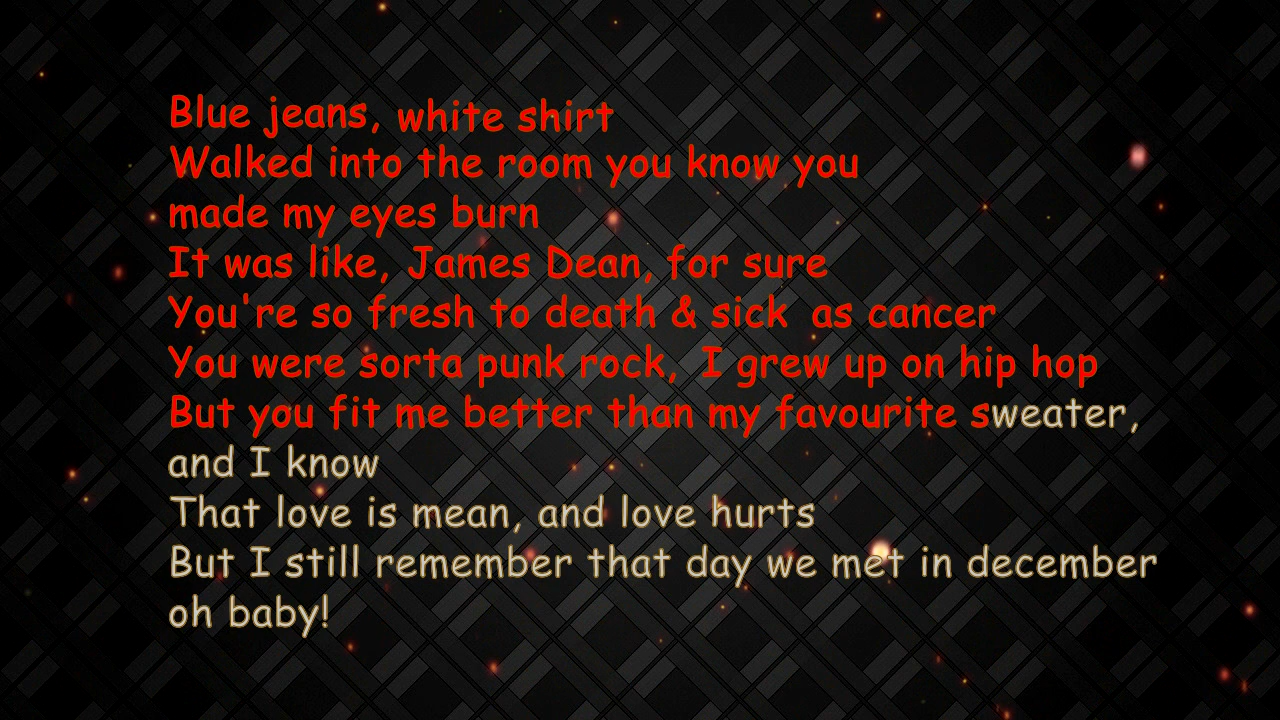 Blue jeans, white shirt
Walked into the room you know you
made my eyes burn
It was like, James Dean, for sure
You're so fresh to death & sick  as cancer
You were sorta punk rock,  I grew up on hip hop
But you fit me better than my favourite sweater,
and I know
That love is mean, and love hurts
But I still remember that day we met in december
oh baby!